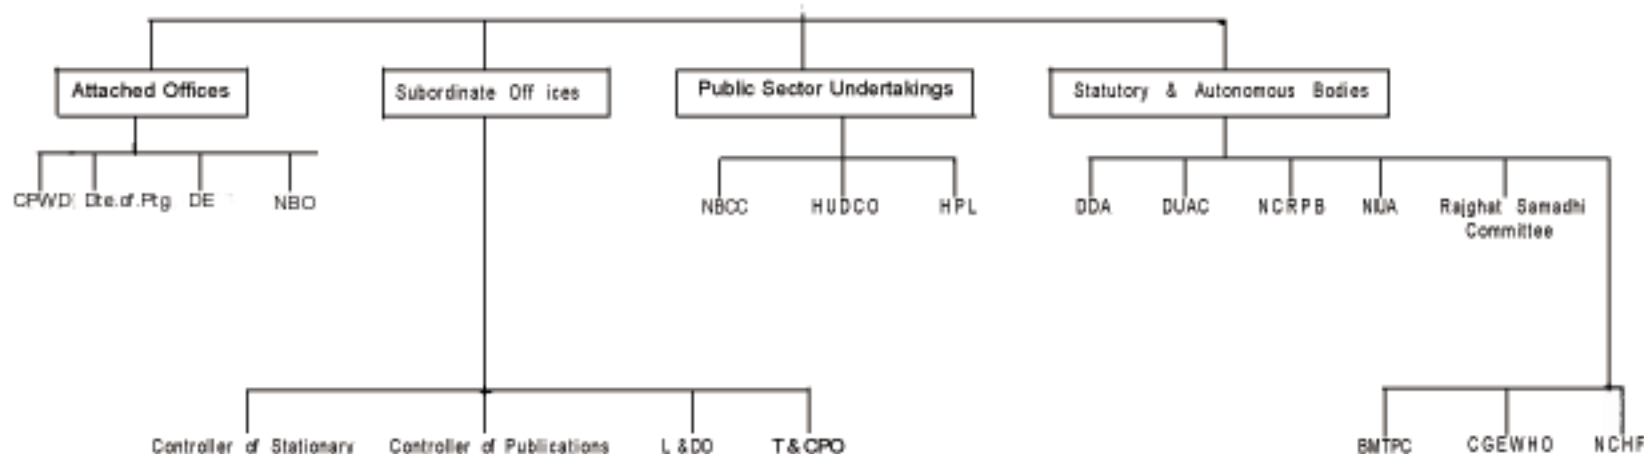 Attached Offices
Subordinate Off ices
Public Sector Undertakings
Statutory & Autonomous Bodies
CPWD Dte.of.Ptg DE NBO
NBCC HUDCO HPL
DDA DUAC NCRPB NIUA Rajghat Samadhi
Committee
Controller of Stationary Controller of Publications L &DO T&CPO
BMTPC CGEWHO NCHF